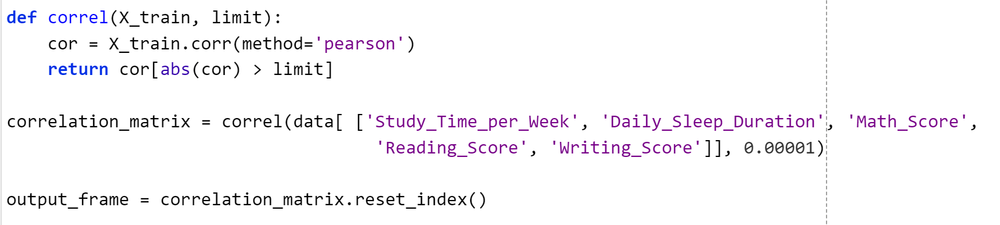 def correl(X_train, limit):
    cor = X_train.corr(method='pearson')
    return cor[abs(cor) > limit]
correlation_matrix = correl(data[ ['Study_Time_per_Week', 'Daily_Sleep_Duration', 'Math_Score',
                                    'Reading_Score', 'Writing_Score']], 0.00001)
output_frame = correlation_matrix.reset_index()